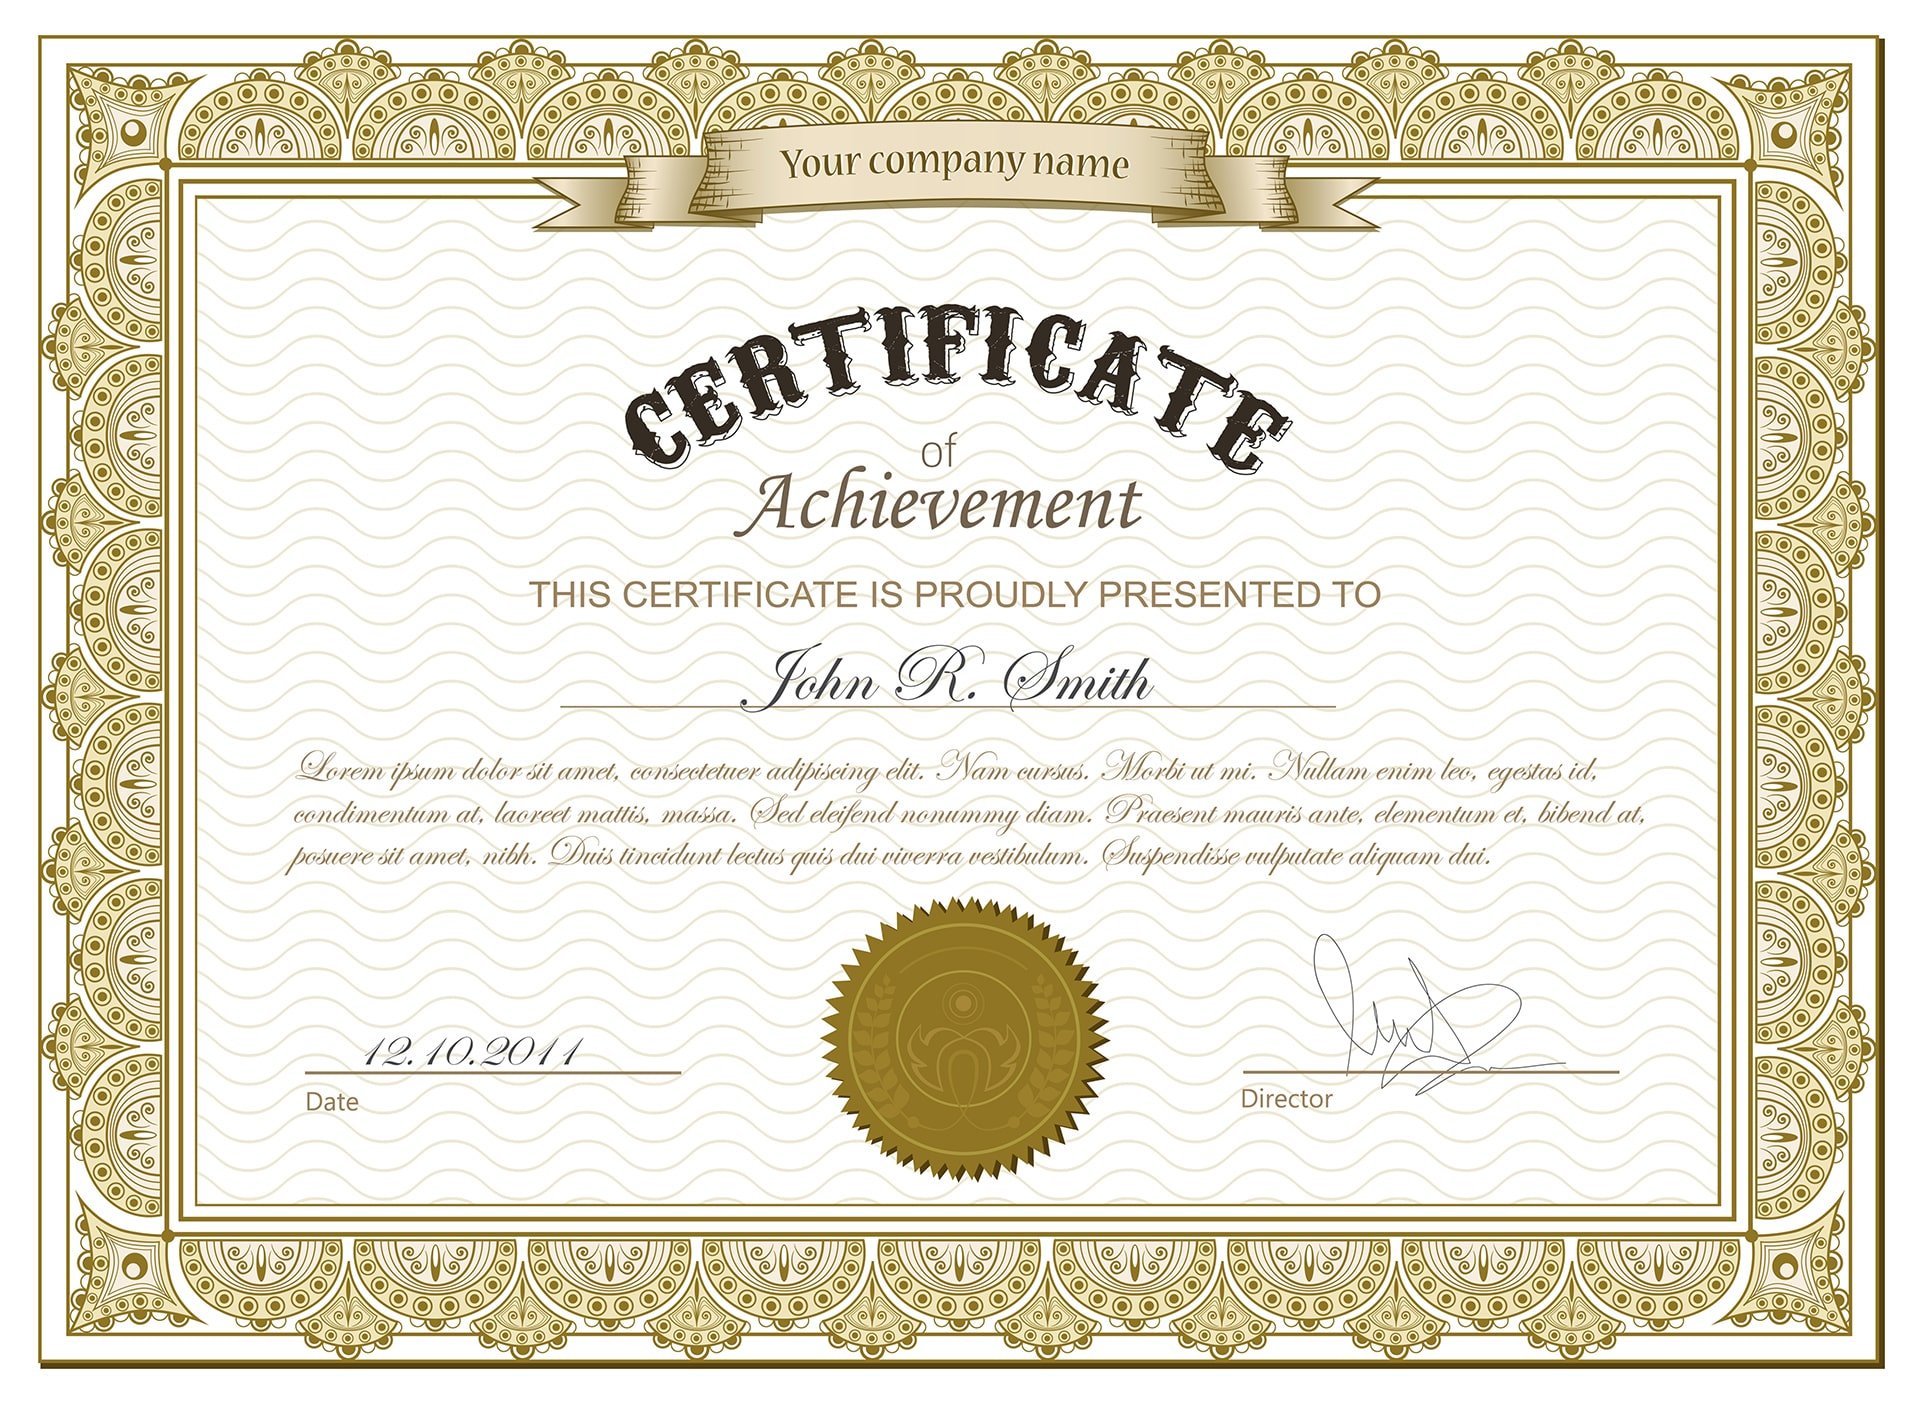 Your company name
CERTIFICATE
of
Achievement
THIS CERTIFICATE IS PROUDLY PRESENTED TO
John R. Smith
Lorem ipsum dolor sit amet, consectetuer adipiscing elit. Nam cursus. Morbi ut mi. Nullam enim leo, egestas id,
condimentum at, laoreet mattis, massa. Sed eleifend nonummy diam. Praesent mauris ante, elementum et, bibend at,
posuere sit amet, nibh. Duis tincidunt lectus quis dui viverra vestibulum. Suspendisse vulputate aliquam dui.
12.10.2011
Date
Director